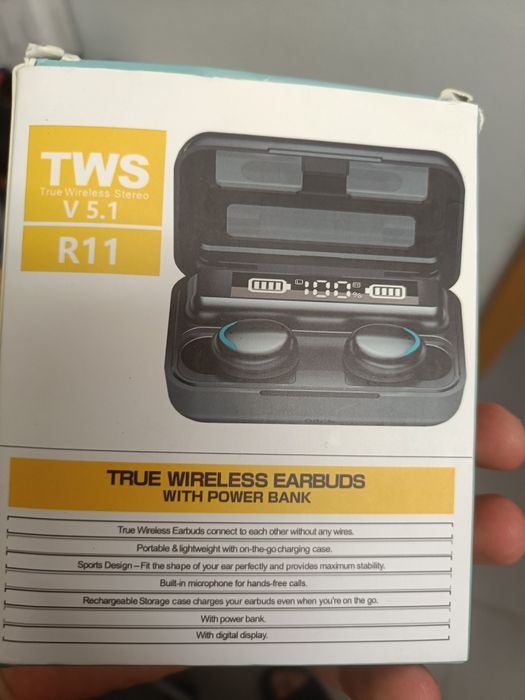 TWS
True Wireless Stereo
V 5.1
R11
100
%
TRUE WIRELESS EARBUDS
WITH POWER BANK
True Wireless Earbuds connect to each other without any wires.
Portable & lightweight with on-the-go charging case.
Sports Design – Fit the shape of your ear perfectly and provides maximum stability.
Built-in microphone for hands-free calls.
Rechargeable Storage case charges your earbuds even when you're on the go.
With power bank.
With digital display.